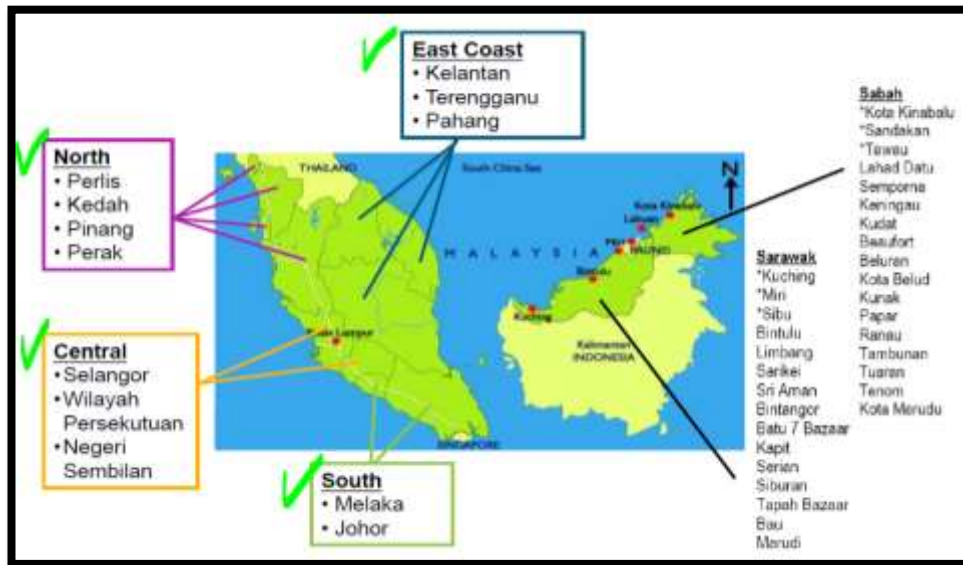 East Coast
• Kelantan
• Terengganu
• Pahang
North
• Perlis
• Kedah
• Pinang
• Perak
Central
• Selangor
• Wilayah
Persekutuan
• Negeri
Sembilan
South
• Melaka
• Johor
THAILAND
South China Sea
N
MALAYSIA
Kota Kinabalu
Labuan
Miri
BRUNEI
Bintulu
Kuching
Kalimantan
INDONESIA
Lumpur
SINGAPORE
Sarawak
*Kuching
*Miri
*Sibu
Bintulu
Limbang
Sarikei
Sri Aman
Bintangor
Batu 7 Bazaar
Kapit
Serian
Siburan
Tapah Bazaar
Bau
Marudi
Sabah
*Kota Kinabalu
*Sandakan
*Tawau
Lahad Datu
Semporna
Keningau
Kudat
Beaufort
Beluran
Kota Belud
Kunak
Papar
Ranau
Tambunan
Tuaran
Tenom
Kota Marudu